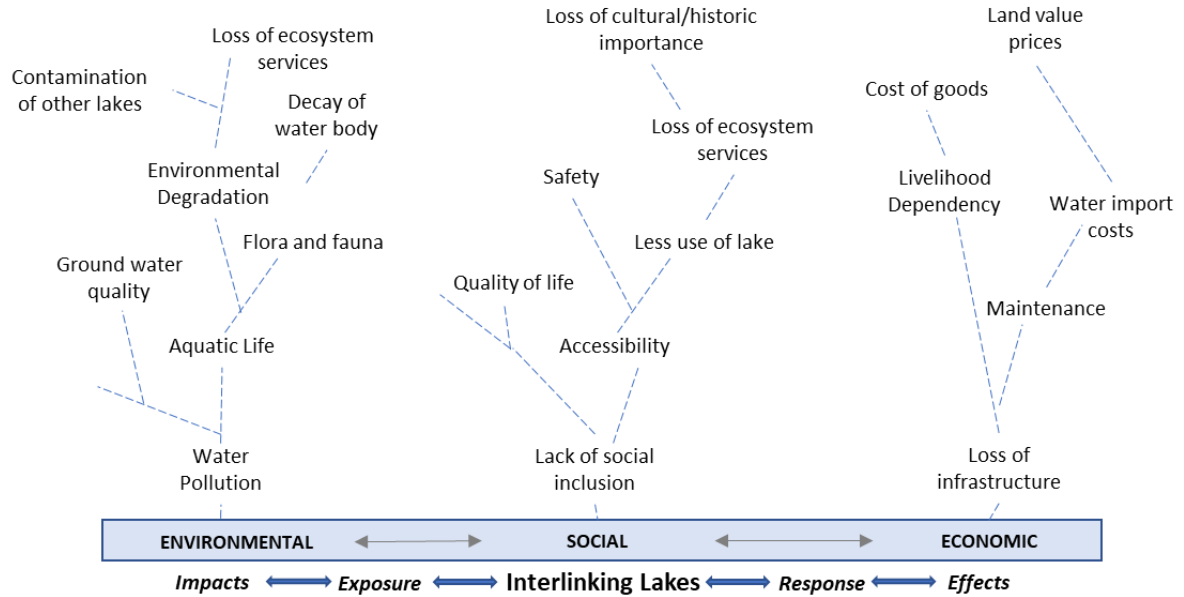 Loss of ecosystem
services
Contamination
of other lakes
Decay of
water body
Environmental
Degradation
Flora and fauna
Ground water
quality
Aquatic Life
Water
Pollution
Loss of cultural/historic
importance
Loss of ecosystem
services
Safety
Less use of lake
Quality of life
Accessibility
Lack of social
inclusion
Land value
prices
Cost of goods
Livelihood
Dependency
Water import
costs
Maintenance
Loss of
infrastructure
ENVIRONMENTAL SOCIAL ECONOMIC
Impacts Exposure Interlinking Lakes Response Effects